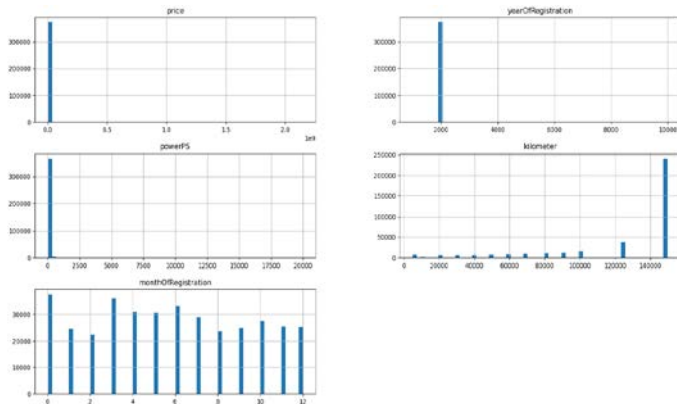 price
yearOfRegistration
300000
200000
100000
0
0.0 0.5 1.0 1.5 2.0
1e9
300000
200000
100000
0
2000 4000 6000 8000 10000
powerPS
kilometer
300000
200000
100000
0
0 2500 5000 7500 10000 12500 15000 17500 20000
250000
200000
150000
100000
50000
0
0 20000 40000 60000 80000 100000 120000 140000
monthOfRegistration
30000
20000
10000
0
0 2 4 6 8 10 12